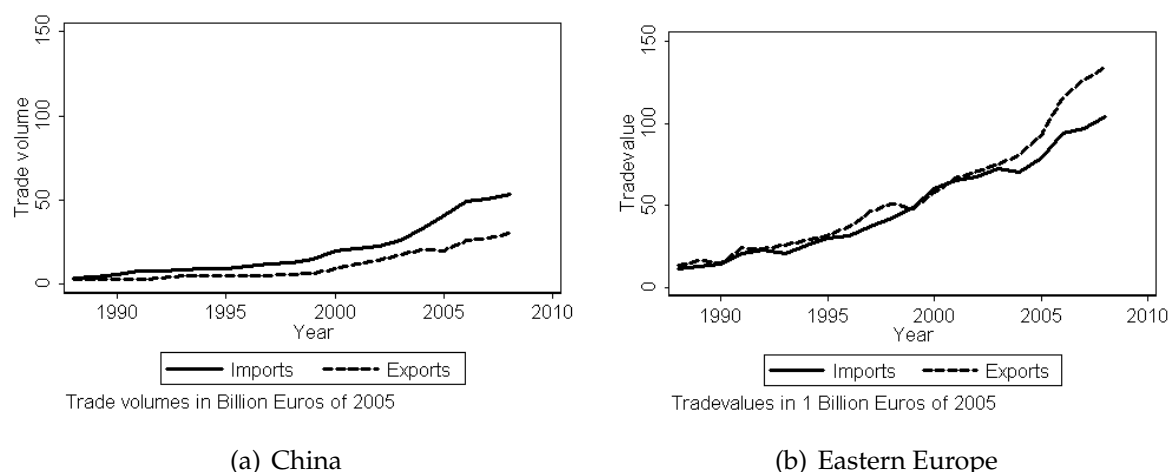 Trade volume
0
50
100
150
1990
1995
2000
2005
2010
Year
Imports
Exports
Trade volumes in Billion Euros of 2005
(a) China
Tradevalue
0
50
100
150
1990
1995
2000
2005
2010
Year
Imports
Exports
Tradevalues in 1 Billion Euros of 2005
(b) Eastern Europe